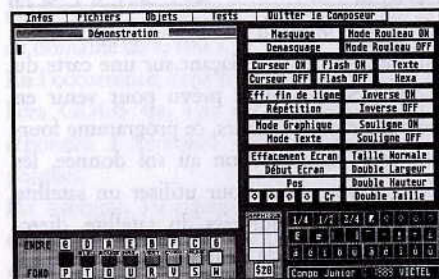 Infos Fichiers Objets Tests Quitter le Composeur
Démonstration
Masquage Mode Rouleau ON
Demasquage Mode Rouleau OFF
Curseur ON Flash ON Texte
Curseur OFF Flash OFF Hexa
Eff. fin de ligne Inverse ON
Répétition Inverse OFF
Mode Graphique Souligne ON
Mode Texte Souligne OFF
Effacement Ecran Taille Normale
Début Ecran Double Largeur
Pos Double Hauteur
Cr Double Taille
1/4 1/2 3/4
ENCRE
FOND P T Q U R V S W
$20
Compo Junior 1989 VICTEL